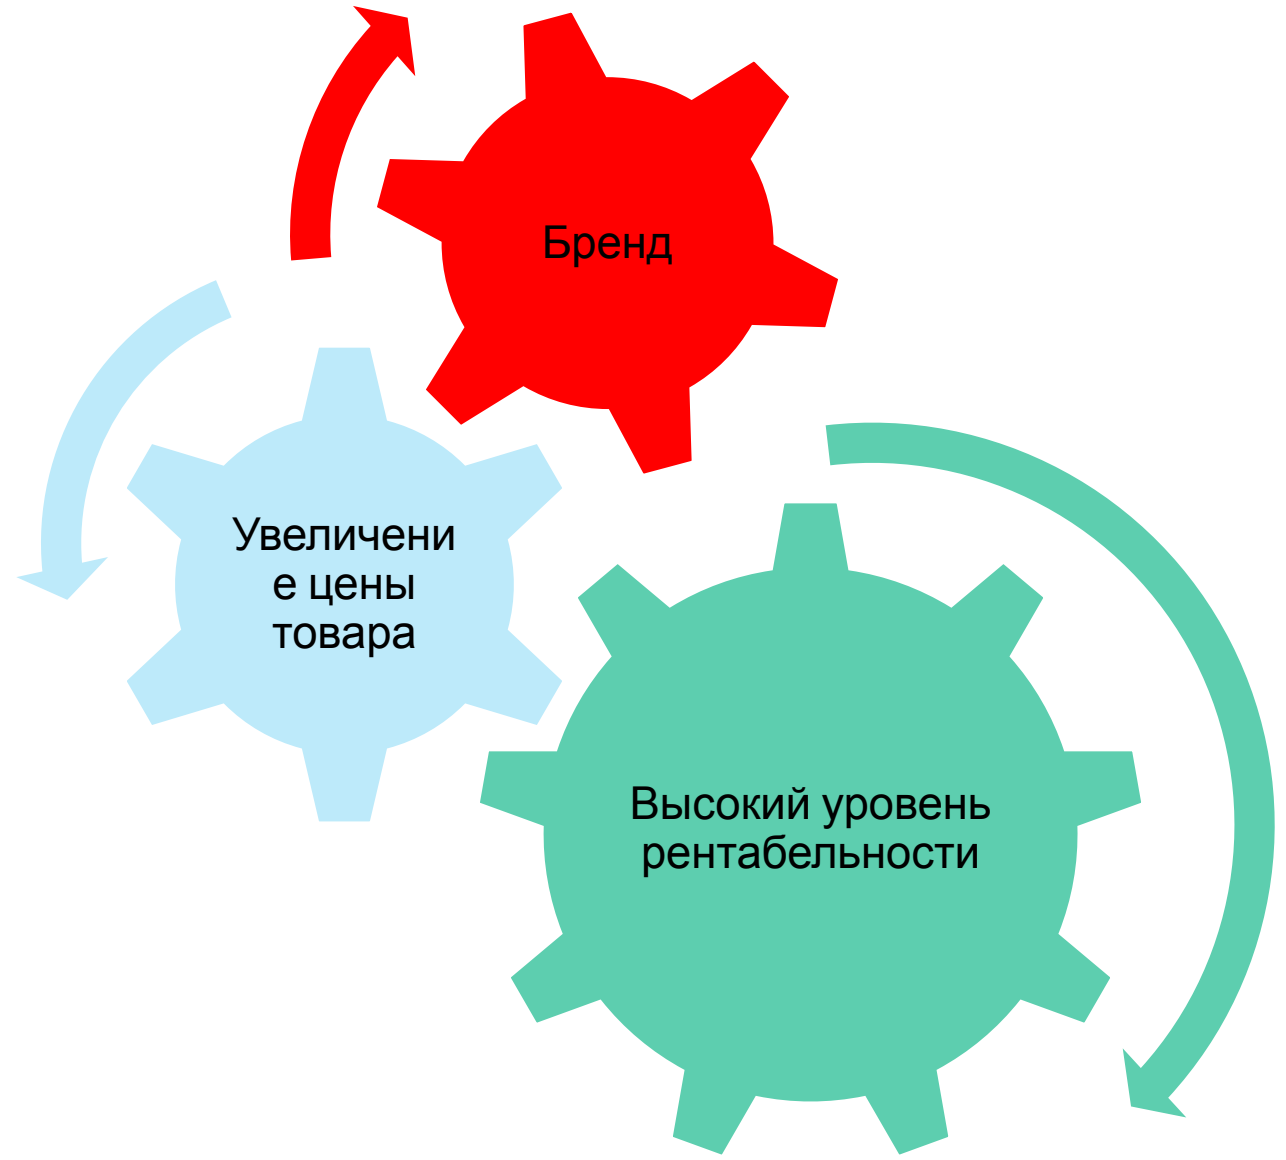 Бренд
Увеличени
е цены
товара
Высокий уровень
рентабельности